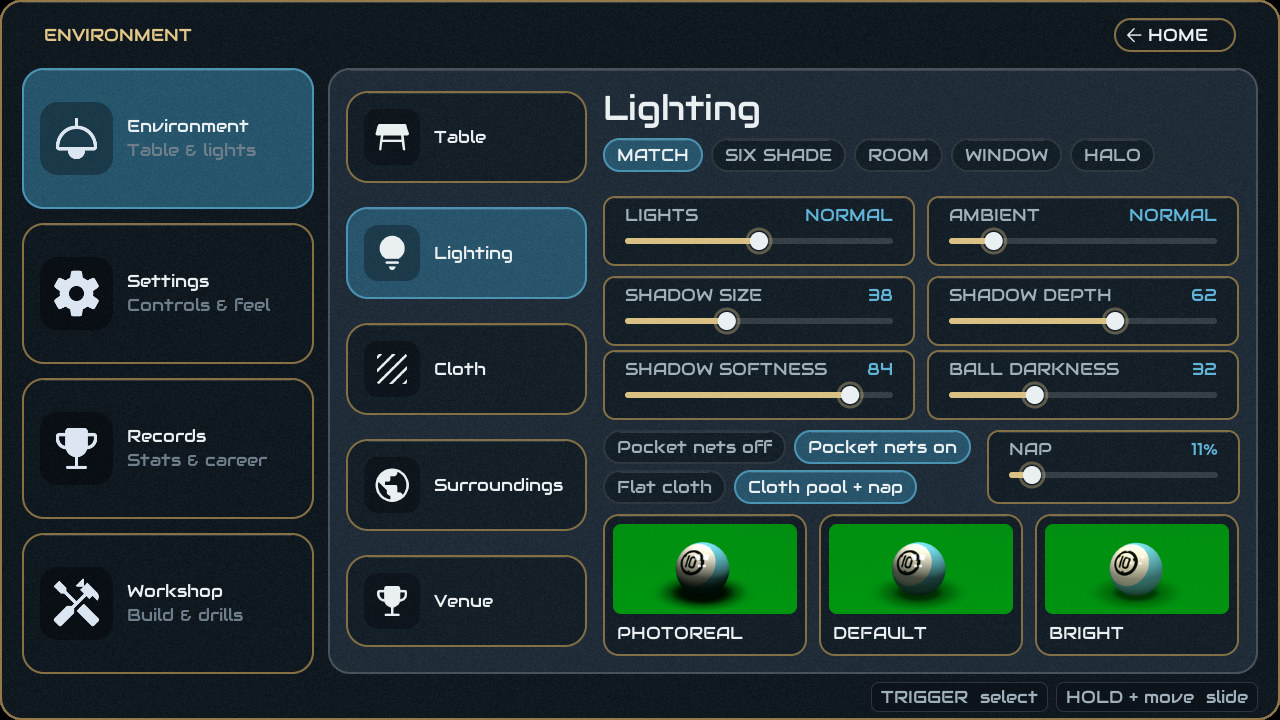 ENVIRONMENT
← HOME
Environment
Table & lights
Settings
Controls & feel
Records
Stats & career
Workshop
Build & drills
Table
Lighting
Cloth
Surroundings
Venue
Lighting
MATCH SIX SHADE ROOM WINDOW HALO
LIGHTS NORMAL
AMBIENT NORMAL
SHADOW SIZE 38
SHADOW DEPTH 62
SHADOW SOFTNESS 84
BALL DARKNESS 32
Pocket nets off Pocket nets on
Flat cloth Cloth pool + nap
NAP 11%
10
PHOTOREAL
10
DEFAULT
10
BRIGHT
TRIGGER select HOLD + move slide